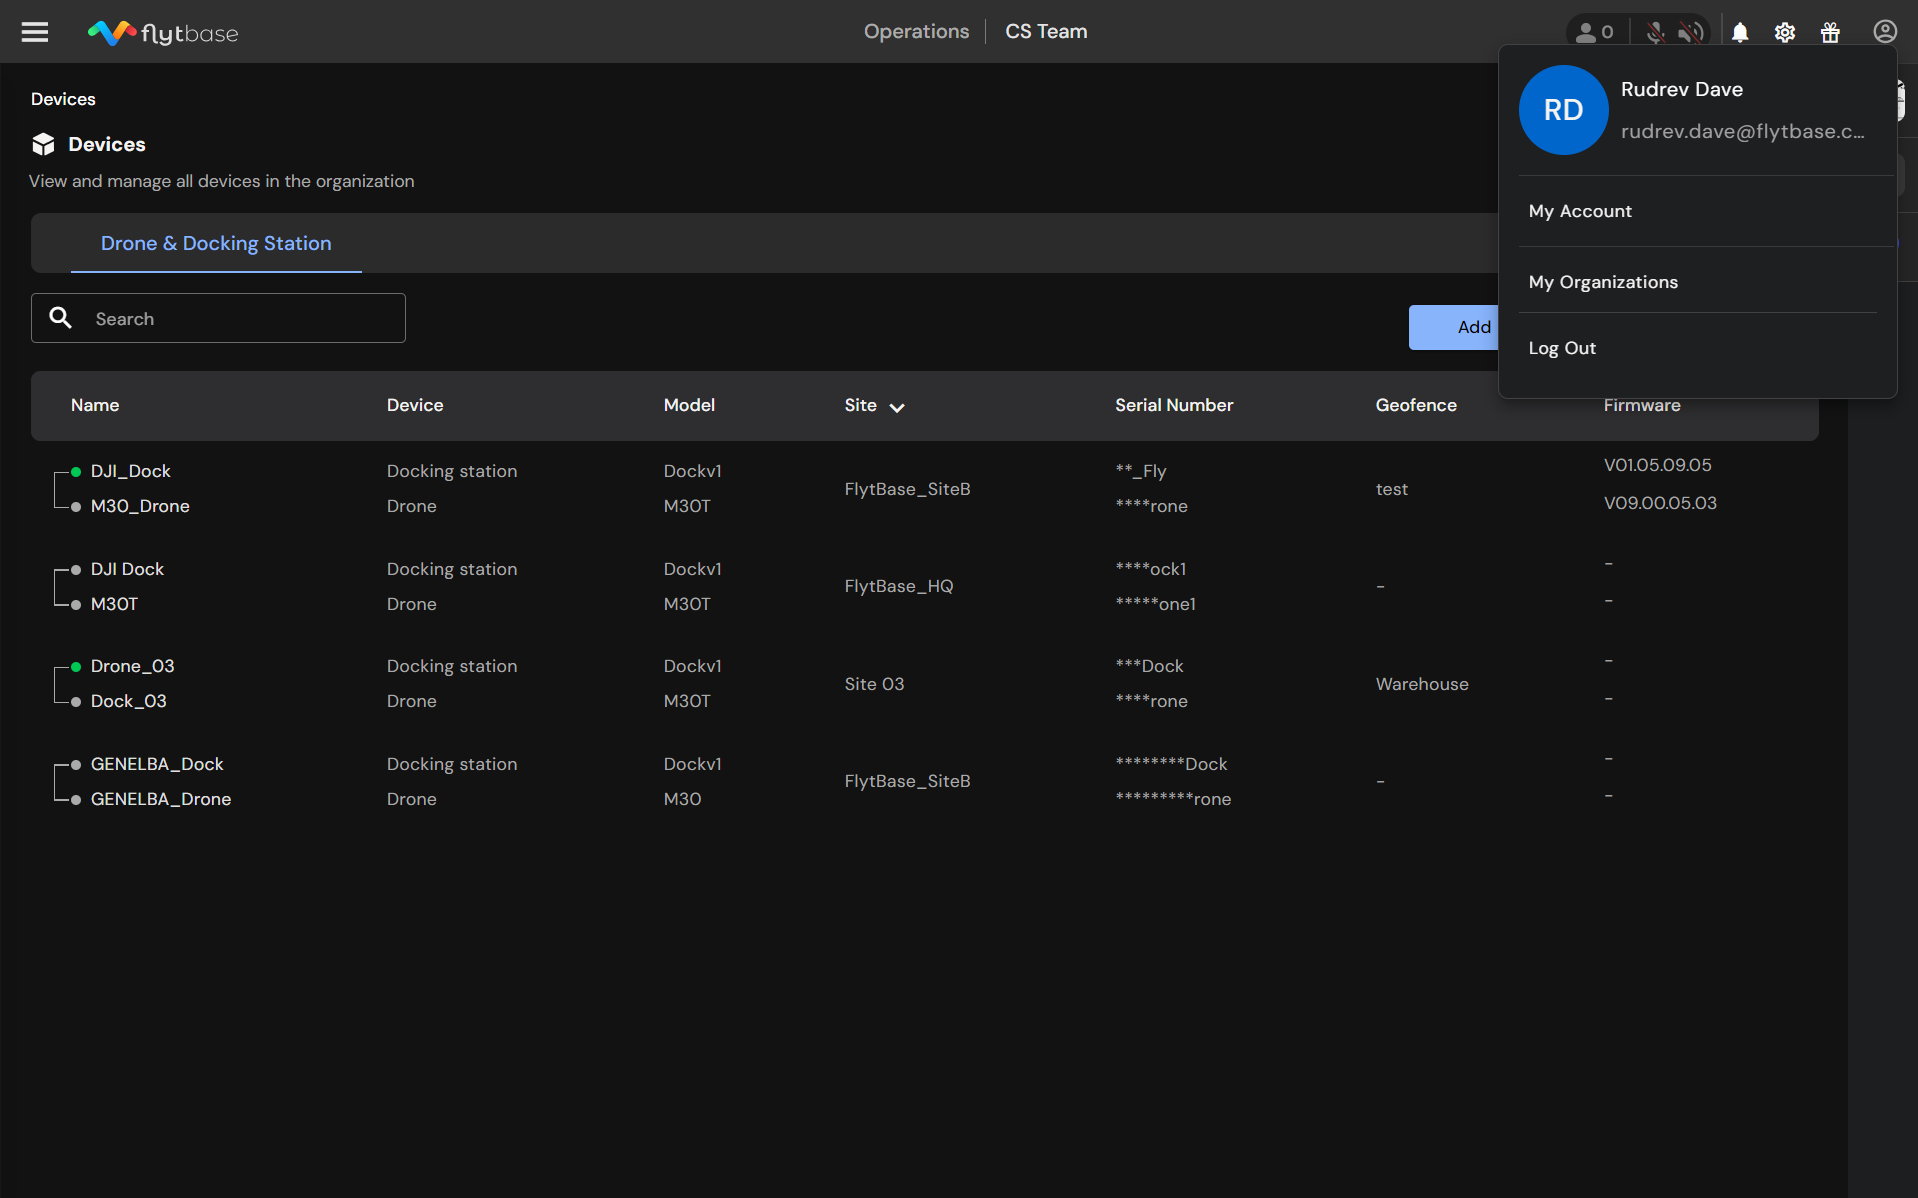 flytbase
Operations
CS Team
0
Rudrev Dave
rudrev.dave@flytbase.c...
RD
My Account
My Organizations
Log Out
Devices
Devices
View and manage all devices in the organization
Drone & Docking Station
Search
Add
Name Device Model Site Serial Number Geofence Firmware
DJI_Dock Docking station Dockv1 FlytBase_SiteB **_Fly test V01.05.09.05
M30_Drone Drone M30T ****rone V09.00.05.03
DJI Dock Docking station Dockv1 FlytBase_HQ ****ock1 - -
M30T Drone M30T *****one1 -
Drone_03 Docking station Dockv1 Site 03 ***Dock Warehouse -
Dock_03 Drone M30T ****rone -
GENELBA_Dock Docking station Dockv1 FlytBase_SiteB ********Dock - -
GENELBA_Drone Drone M30 *********rone -